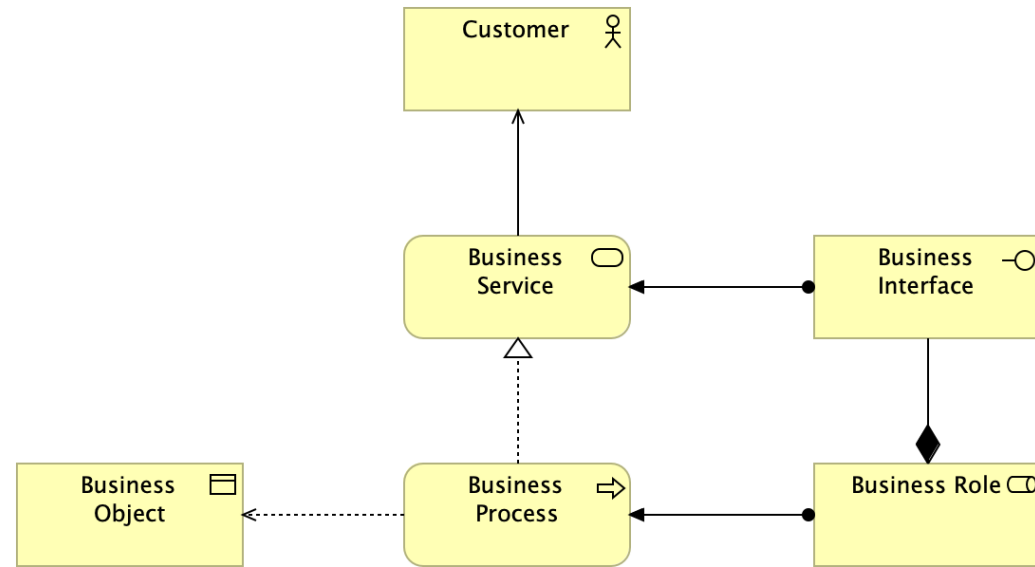 Customer
Business
Service
Business
Interface
Business
Object
Business
Process
Business Role